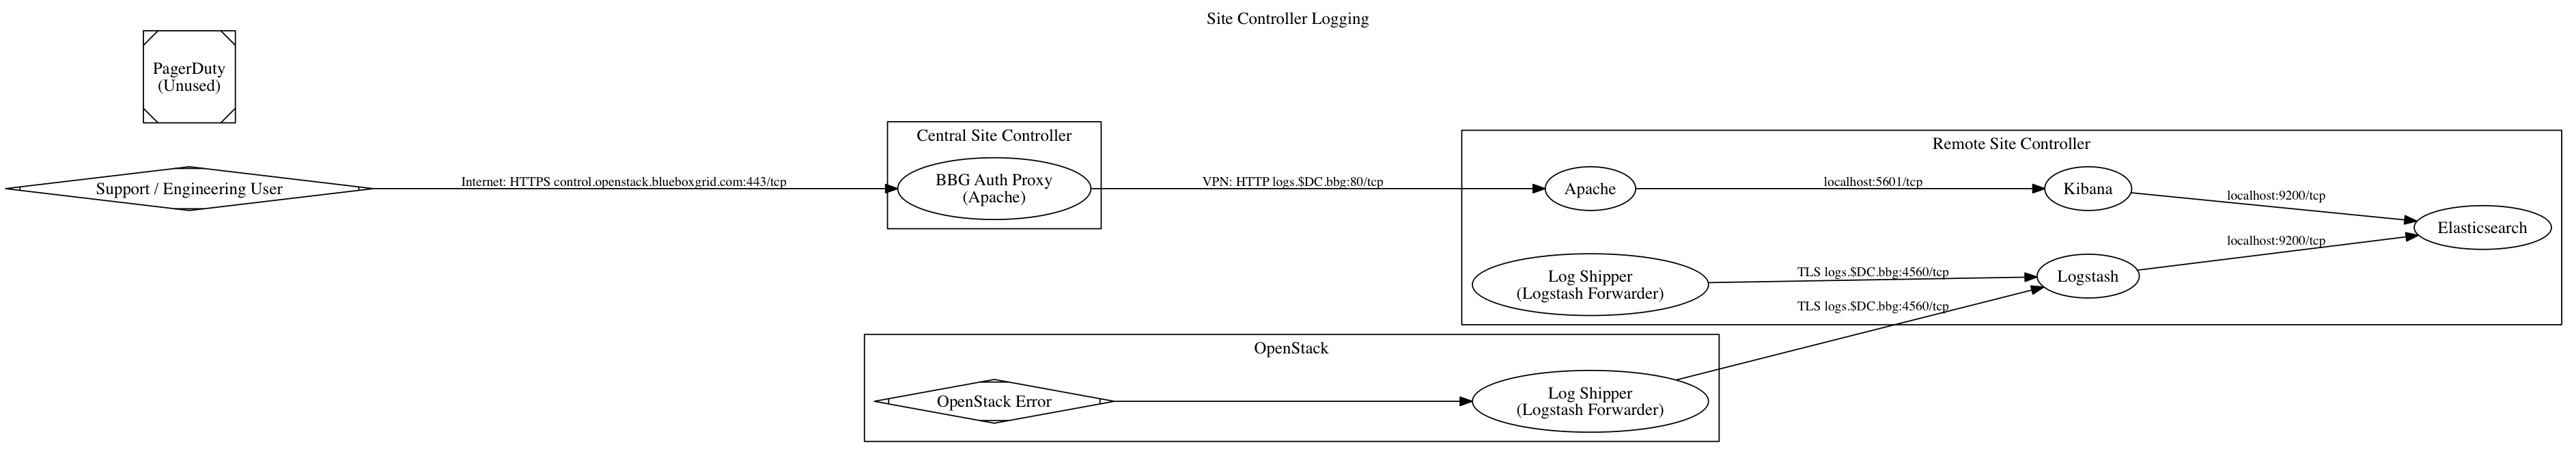 Site Controller Logging
PagerDuty
(Unused)
Support / Engineering User
Internet: HTTPS control.openstack.blueboxgrid.com:443/tcp
Central Site Controller
BBG Auth Proxy
(Apache)
VPN: HTTP logs.$DC.bbg:80/tcp
Remote Site Controller
Apache
localhost:5601/tcp
Kibana
localhost:9200/tcp
Elasticsearch
Log Shipper
(Logstash Forwarder)
TLS logs.$DC.bbg:4560/tcp
Logstash
localhost:9200/tcp
TLS logs.$DC.bbg:4560/tcp
OpenStack
OpenStack Error
Log Shipper
(Logstash Forwarder)